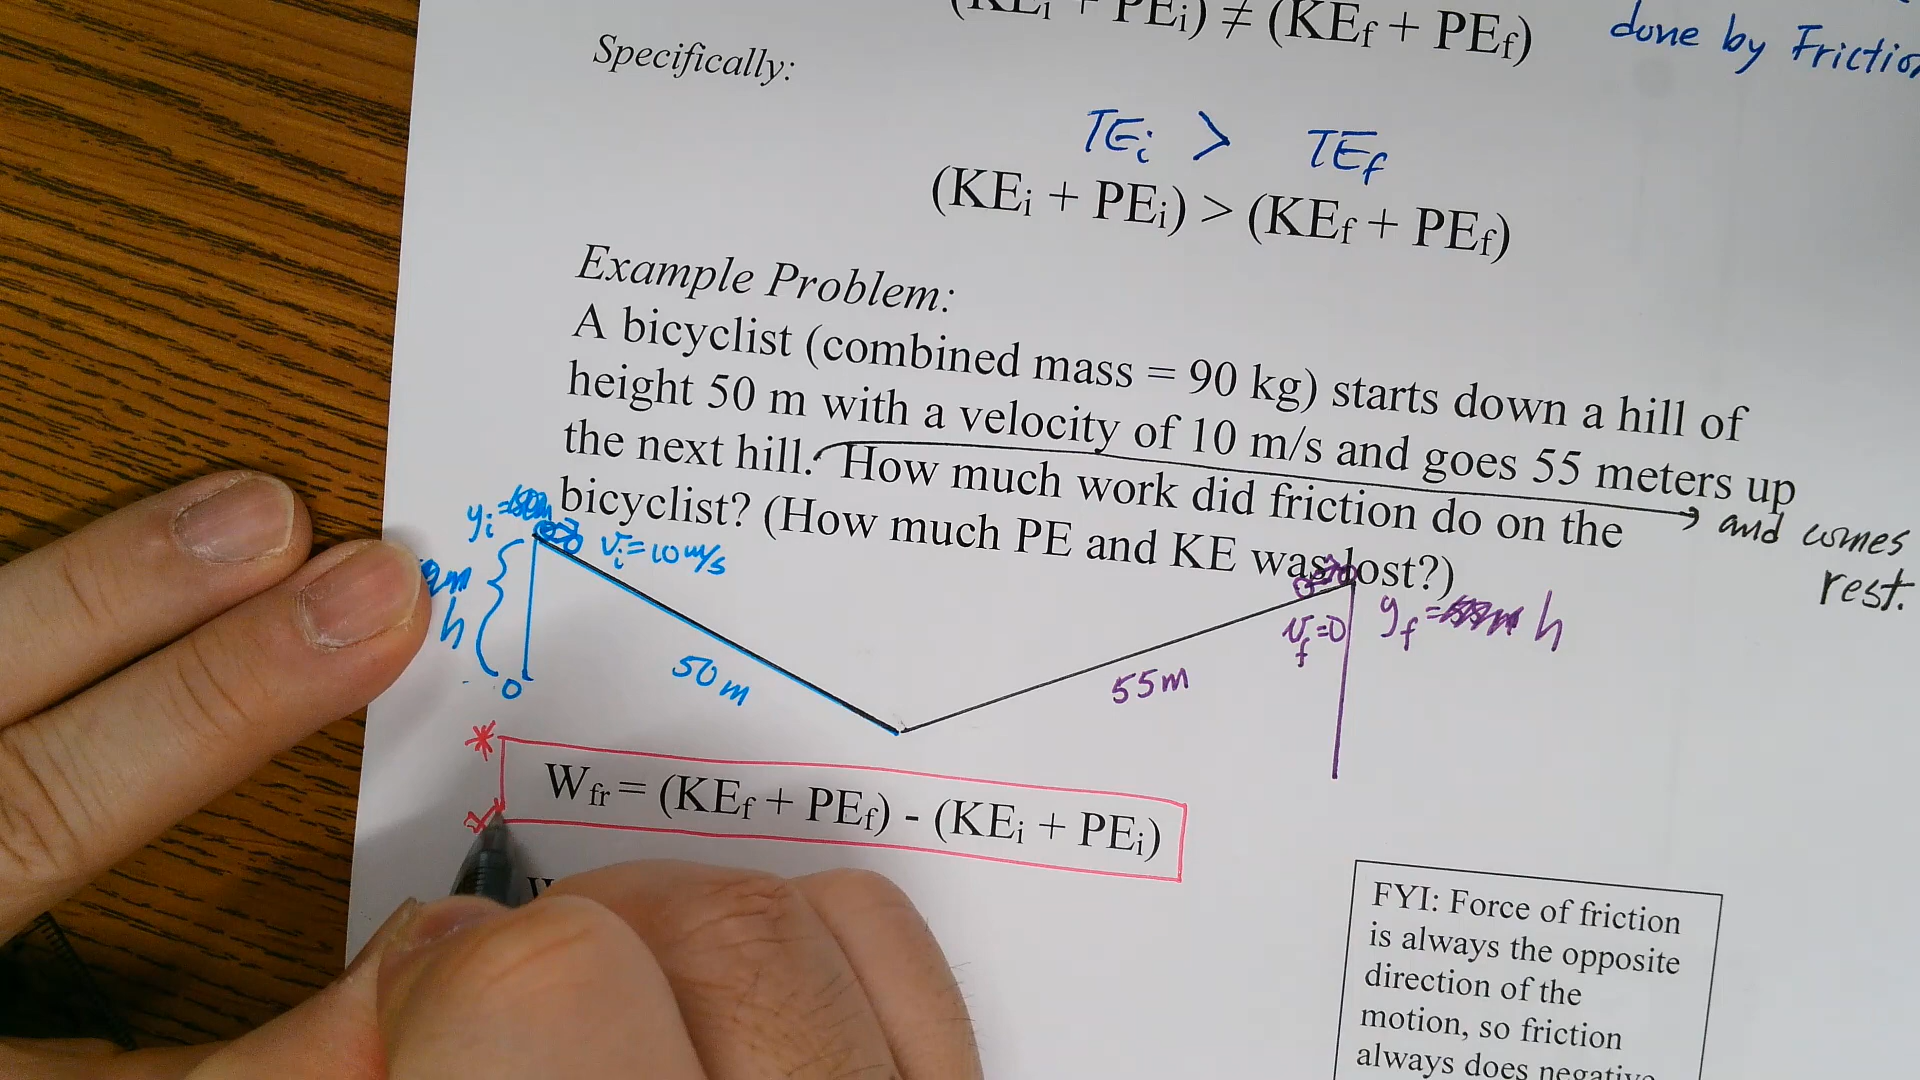 (KEi + PEi) ≠ (KEf + PEf)
done by Friction
Specifically:
TEi > TEf
(KEi + PEi) > (KEf + PEf)
Example Problem:
A bicyclist (combined mass = 90 kg) starts down a hill of
height 50 m with a velocity of 10 m/s and goes 55 meters up
the next hill. How much work did friction do on the
bicyclist? (How much PE and KE was lost?)
and comes
rest.
yi =
vi = 10 m/s
h
0
50 m
55 m
vf = 0
yf = h
Wfr = (KEf + PEf) - (KEi + PEi)
FYI: Force of friction
is always the opposite
direction of the
motion, so friction
always does negative